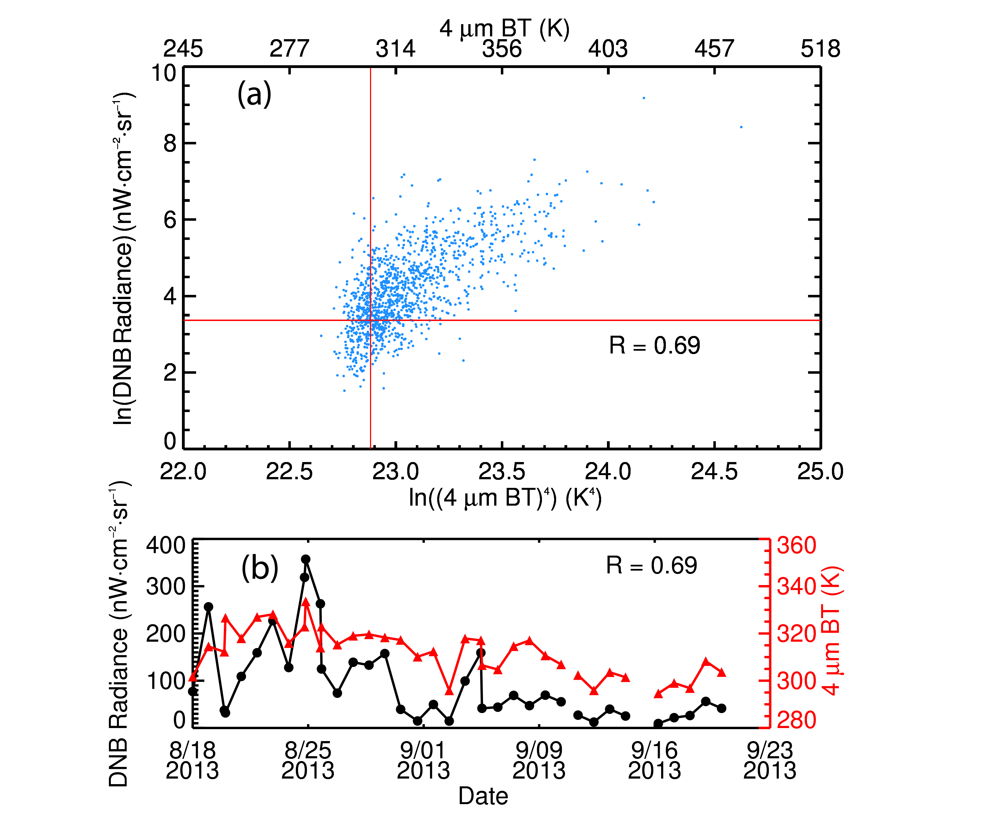 4 μm BT (K)
245 277 314 356 403 457 518
(a)
ln(DNB Radiance) (nW·cm⁻²·sr⁻¹)
10
8
6
4
2
0
R = 0.69
22.0 22.5 23.0 23.5 24.0 24.5 25.0
ln((4 μm BT)⁴) (K⁴)
(b)
R = 0.69
DNB Radiance (nW·cm⁻²·sr⁻¹)
400
300
200
100
0
360
340
320
300
280
4 μm BT (K)
8/18 8/25 9/01 9/09 9/16 9/23
2013 2013 2013 2013 2013 2013
Date